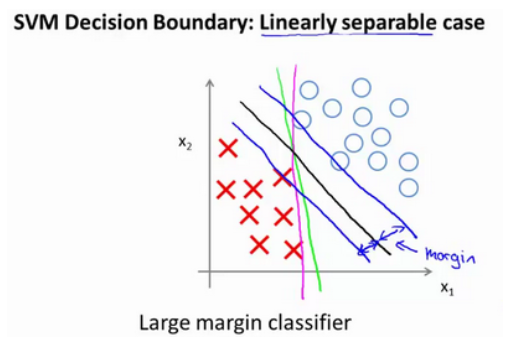 SVM Decision Boundary: Linearly separable case
x₂
margin
x₁
Large margin classifier